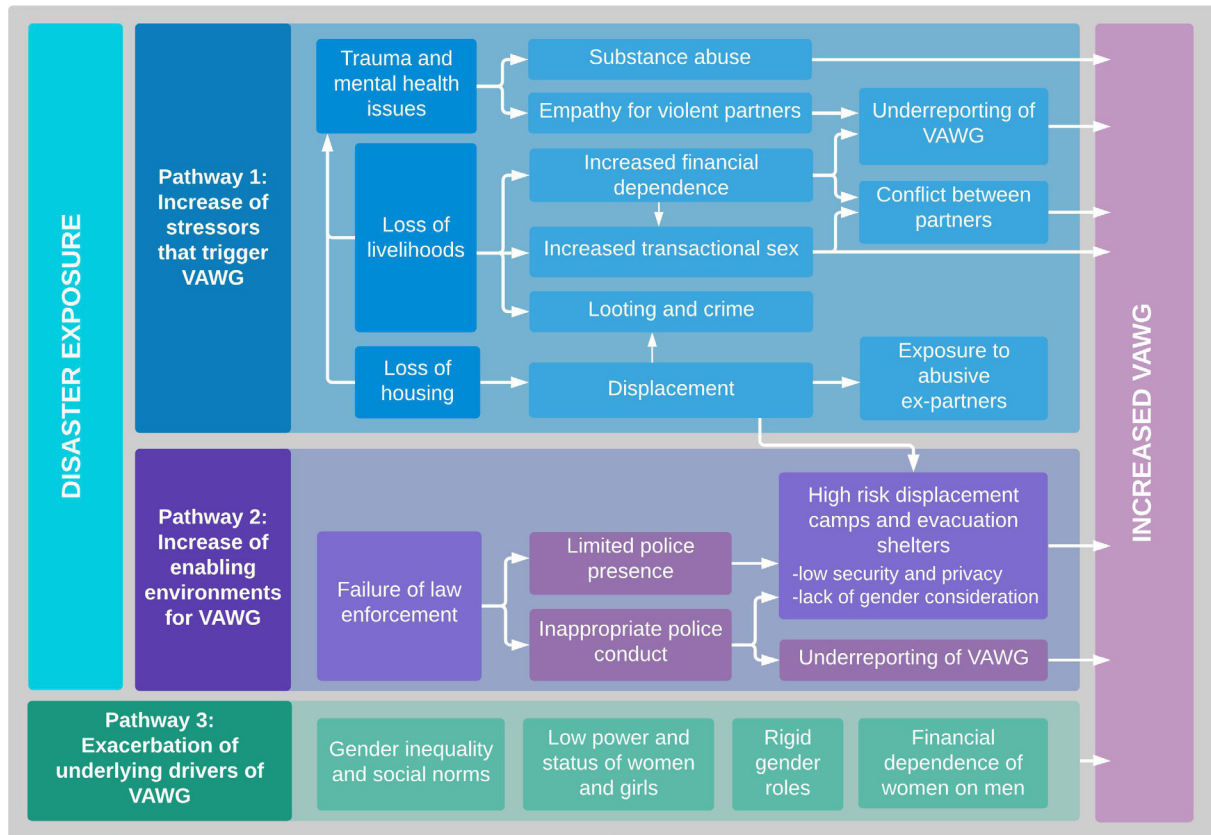 DISASTER EXPOSURE
Pathway 1:
Increase of
stressors
that trigger
VAWG
Trauma and
mental health
issues
Loss of
livelihoods
Loss of
housing
Substance abuse
Empathy for violent partners
Increased financial
dependence
Increased transactional sex
Looting and crime
Displacement
Underreporting of
VAWG
Conflict between
partners
Exposure to
abusive
ex-partners
Pathway 2:
Increase of
enabling
environments
for VAWG
Failure of law
enforcement
Limited police
presence
Inappropriate police
conduct
High risk displacement
camps and evacuation
shelters
-low security and privacy
-lack of gender consideration
Underreporting of VAWG
Pathway 3:
Exacerbation of
underlying drivers of
VAWG
Gender inequality
and social norms
Low power and
status of women
and girls
Rigid
gender
roles
Financial
dependence of
women on men
INCREASED VAWG